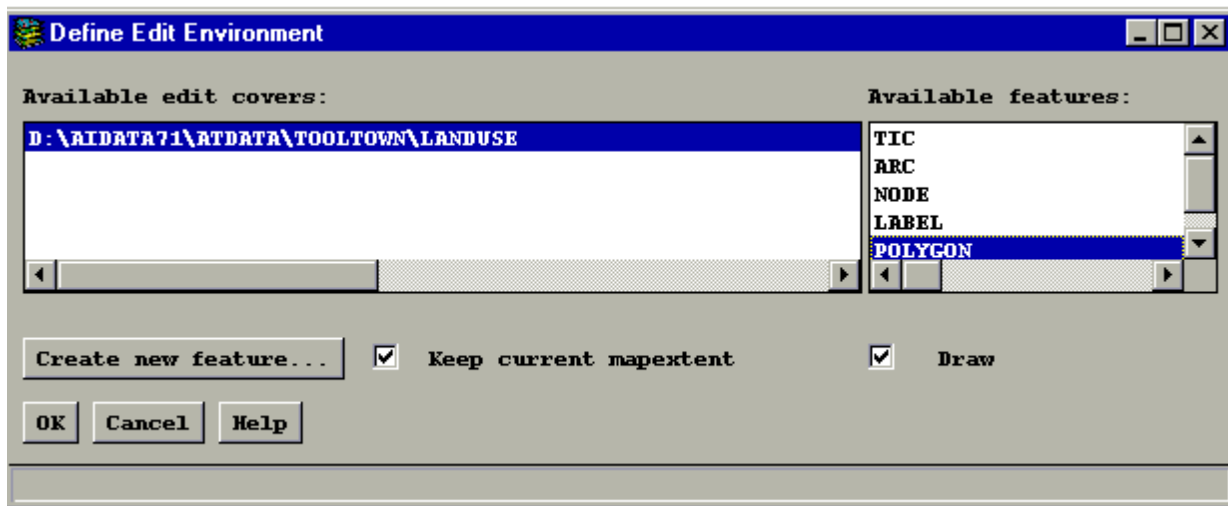 Define Edit Environment
Available edit covers:
Available features:
D:\AIDATA71\ATDATA\TOOLTOWN\LANDUSE
TIC
ARC
NODE
LABEL
POLYGON
Create new feature...
Keep current mapextent
Draw
OK
Cancel
Help